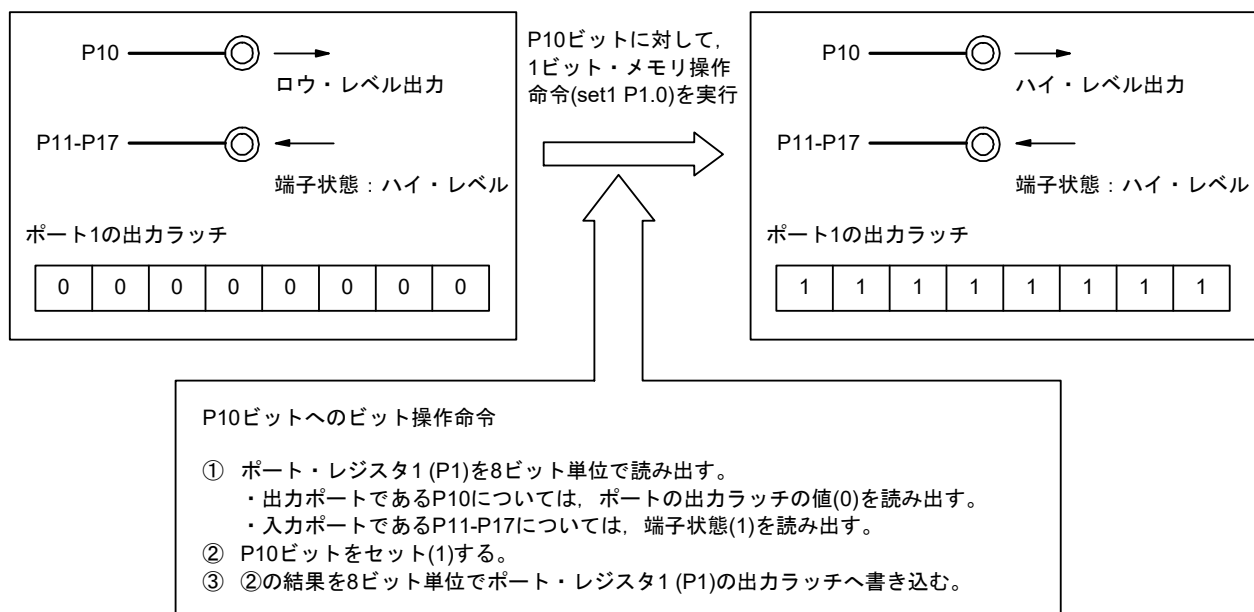 P10
ロウ・レベル出力
P11-P17
端子状態：ハイ・レベル
ポート1の出力ラッチ
0 0 0 0 0 0 0 0
P10ビットに対して，
1ビット・メモリ操作
命令(set1 P1.0)を実行
P10
ハイ・レベル出力
P11-P17
端子状態：ハイ・レベル
ポート1の出力ラッチ
1 1 1 1 1 1 1 1
P10ビットへのビット操作命令
① ポート・レジスタ1 (P1)を8ビット単位で読み出す。
・出力ポートであるP10については，ポートの出力ラッチの値(0)を読み出す。
・入力ポートであるP11-P17については，端子状態(1)を読み出す。
② P10ビットをセット(1)する。
③ ②の結果を8ビット単位でポート・レジスタ1 (P1)の出力ラッチへ書き込む。